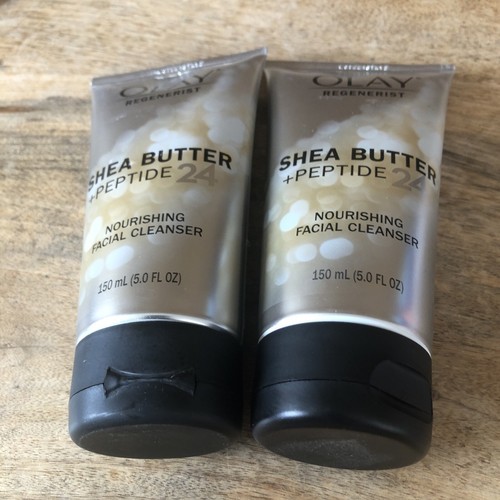 OLAY
REGENERIST
SHEA BUTTER
+PEPTIDE 24
NOURISHING
FACIAL CLEANSER
150 mL (5.0 FL OZ)
OLAY
REGENERIST
SHEA BUTTER
+PEPTIDE 24
NOURISHING
FACIAL CLEANSER
150 mL (5.0 FL OZ)